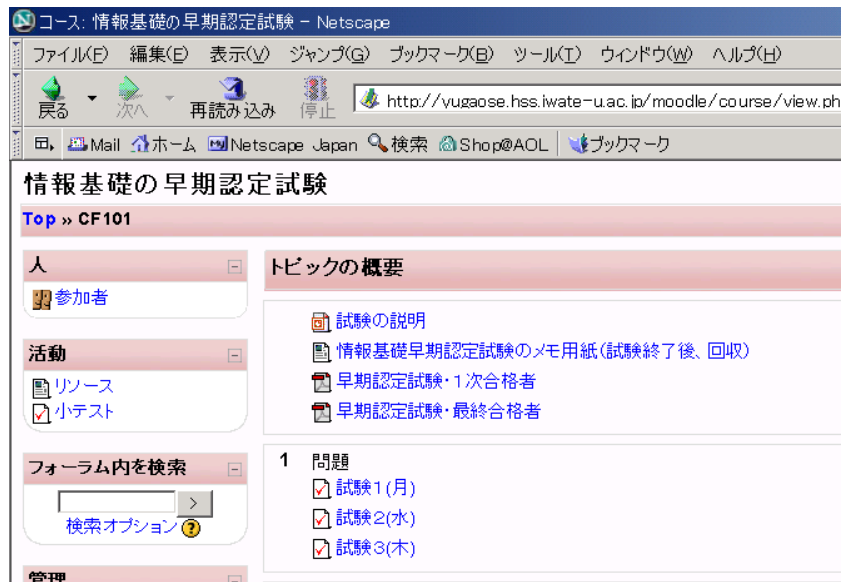 コース: 情報基礎の早期認定試験 - Netscape
ファイル(F) 編集(E) 表示(V) ジャンプ(G) ブックマーク(B) ツール(T) ウィンドウ(W) ヘルプ(H)
戻る 次へ 再読み込み 停止 http://yugaose.hss.iwate-u.ac.jp/moodle/course/view.ph
Mail ホーム Netscape Japan 検索 Shop@AOL ブックマーク
情報基礎の早期認定試験
Top » CF101
人
参加者
活動
リソース
小テスト
フォーラム内を検索
>
検索オプション ?
管理
トピックの概要
試験の説明
情報基礎早期認定試験のメモ用紙(試験終了後、回収)
早期認定試験・1次合格者
早期認定試験・最終合格者
1 問題
試験1(月)
試験2(水)
試験3(木)